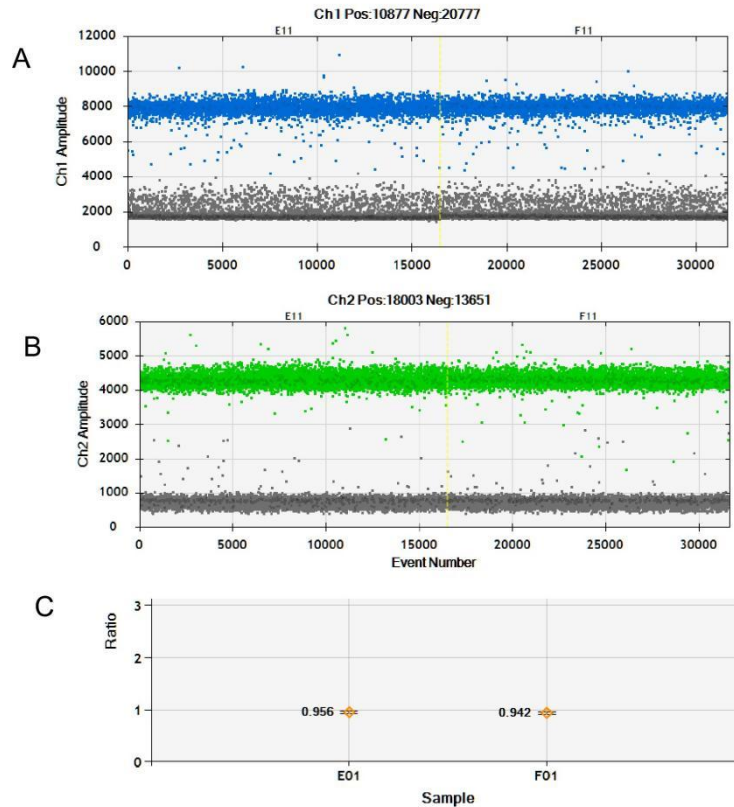 Ch1 Pos:10877 Neg:20777
E11 F11
A
12000
10000
8000
6000
4000
2000
0
Ch1 Amplitude
0 5000 10000 15000 20000 25000 30000
Ch2 Pos:18003 Neg:13651
E11 F11
B
6000
5000
4000
3000
2000
1000
0
Ch2 Amplitude
0 5000 10000 15000 20000 25000 30000
Event Number
C
3
2
1
0
Ratio
0.956 0.942
E01 F01
Sample